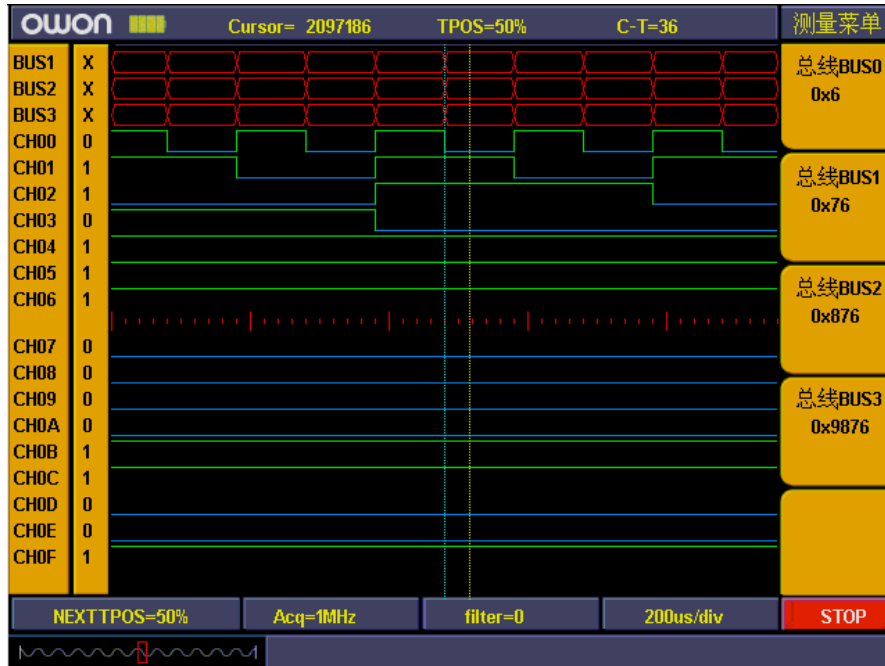 OWON Cursor= 2097186 TPOS=50% C-T=36 测量菜单
BUS1 X
BUS2 X
BUS3 X
CH00 0
CH01 1
CH02 1
CH03 0
CH04 1
CH05 1
CH06 1
CH07 0
CH08 0
CH09 0
CH0A 0
CH0B 1
CH0C 1
CH0D 0
CH0E 0
CH0F 1
总线BUS0
0x6
总线BUS1
0x76
总线BUS2
0x876
总线BUS3
0x9876
NEXTTPOS=50% Acq=1MHz filter=0 200us/div STOP